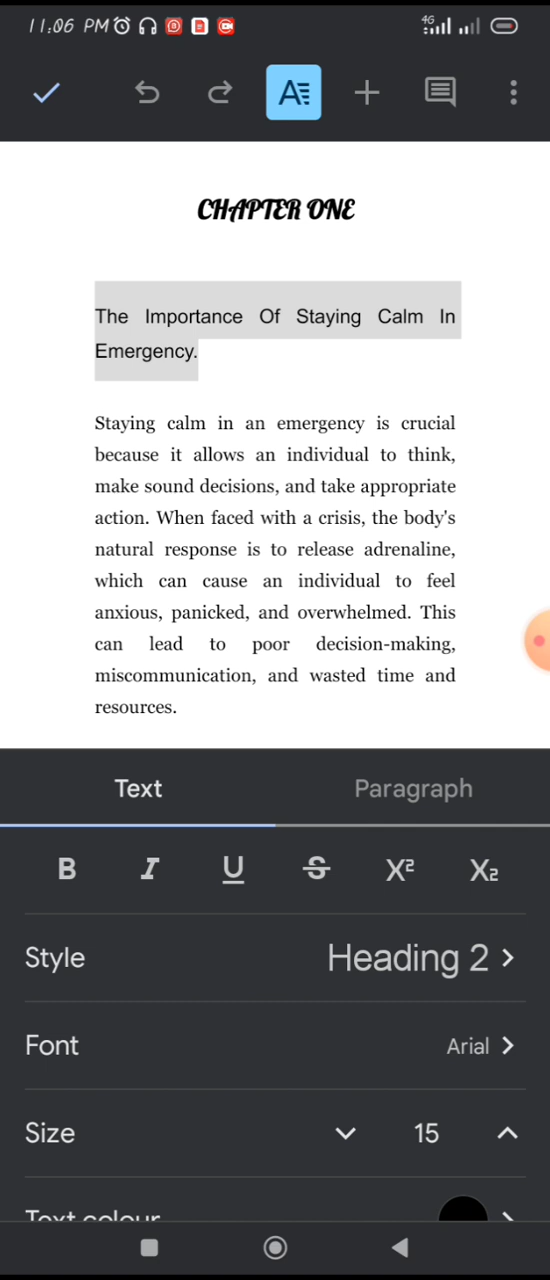 11:06 PM
4G
CHAPTER ONE
The Importance Of Staying Calm In
Emergency.
Staying calm in an emergency is crucial
because it allows an individual to think,
make sound decisions, and take appropriate
action. When faced with a crisis, the body's
natural response is to release adrenaline,
which can cause an individual to feel
anxious, panicked, and overwhelmed. This
can lead to poor decision-making,
miscommunication, and wasted time and
resources.
Text Paragraph
B I U S X² X₂
Style Heading 2
Font Arial
Size 15
Text colour